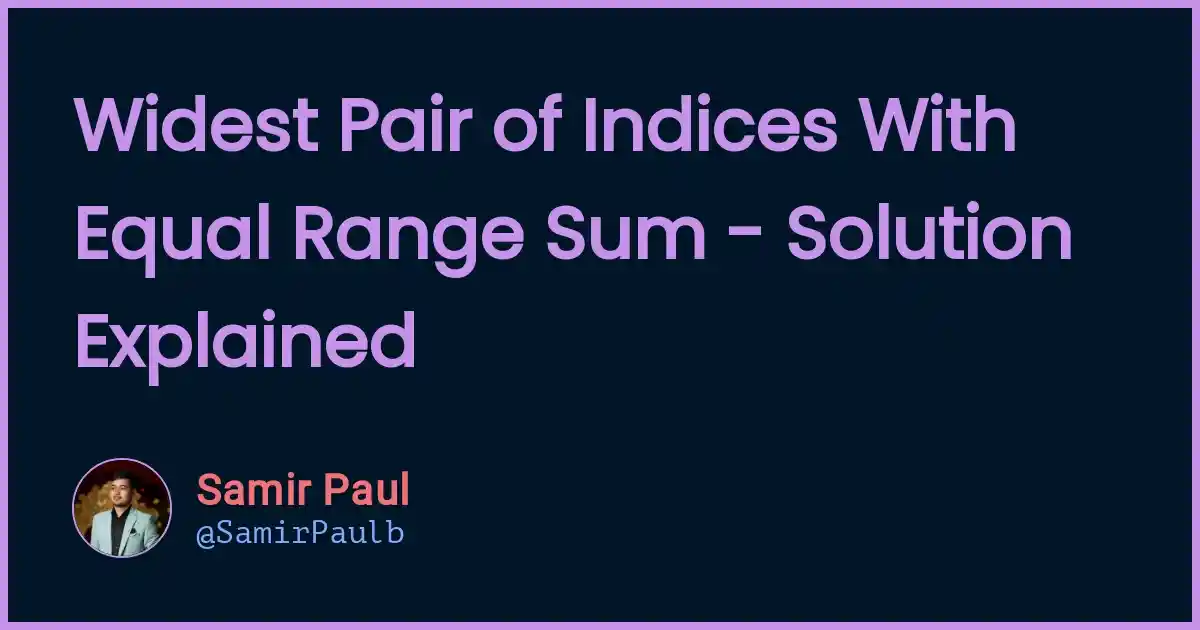 Widest Pair of Indices With
Equal Range Sum - Solution
Explained
Samir Paul
@SamirPaulb